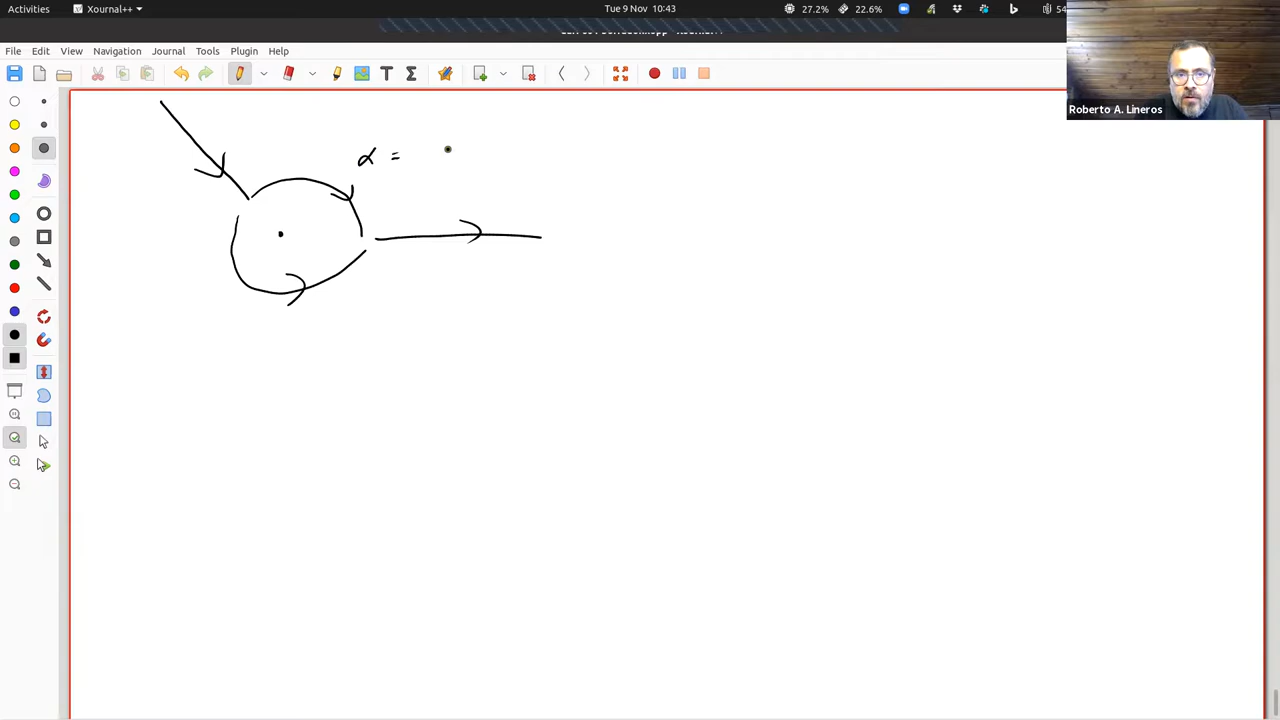 Activities Xournal++ Tue 9 Nov 10:43 27.2% 22.6% 54
File Edit View Navigation Journal Tools Plugin Help
Roberto A. Lineros
α =